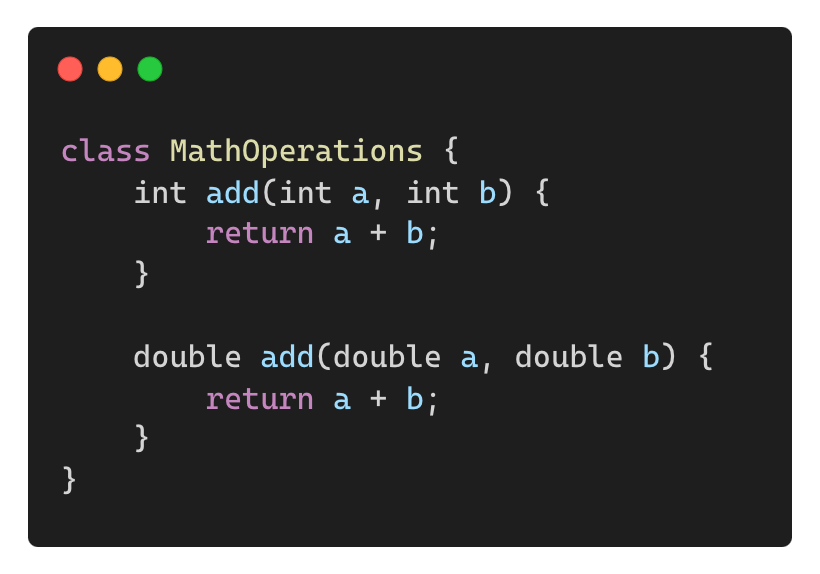 class MathOperations {
    int add(int a, int b) {
        return a + b;
    }

    double add(double a, double b) {
        return a + b;
    }
}